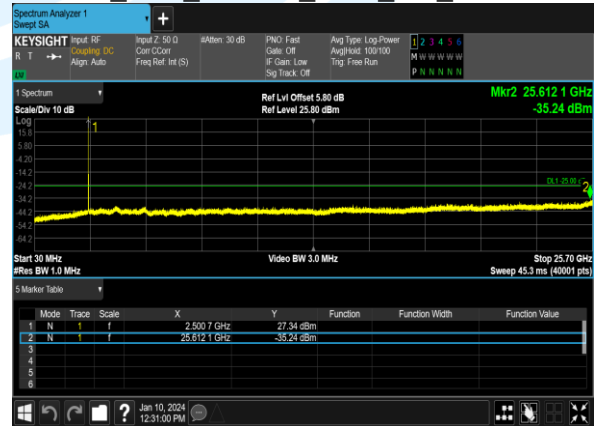 Spectrum Analyzer 1
Swept SA
+
KEYSIGHT Input: RF Input Z: 50 Ω #Atten: 30 dB PNO: Fast Avg Type: Log-Power 1 2 3 4 5 6
R T Coupling: DC Corr CCorr Gate: Off Avg|Hold: 100/100 M W W W W W
Align: Auto Freq Ref: Int (S) IF Gain: Low Trig: Free Run
LXI Sig Track: Off P N N N N N
1 Spectrum Ref Lvl Offset 5.80 dB Mkr2 25.612 1 GHz
Scale/Div 10 dB Ref Level 25.80 dBm -35.24 dBm
Log
15.8
5.80
-4.20
-14.2
-24.2
-34.2
-44.2
-54.2
-64.2
1
DL1 -25.00
2
Start 30 MHz Video BW 3.0 MHz Stop 25.70 GHz
#Res BW 1.0 MHz Sweep 45.3 ms (40001 pts)
5 Marker Table
Mode Trace Scale X Y Function Function Width Function Value
1 N 1 f 2.500 7 GHz 27.34 dBm
2 N 1 f 25.612 1 GHz -35.24 dBm
3
4
5
6
? Jan 10, 2024
12:31:00 PM